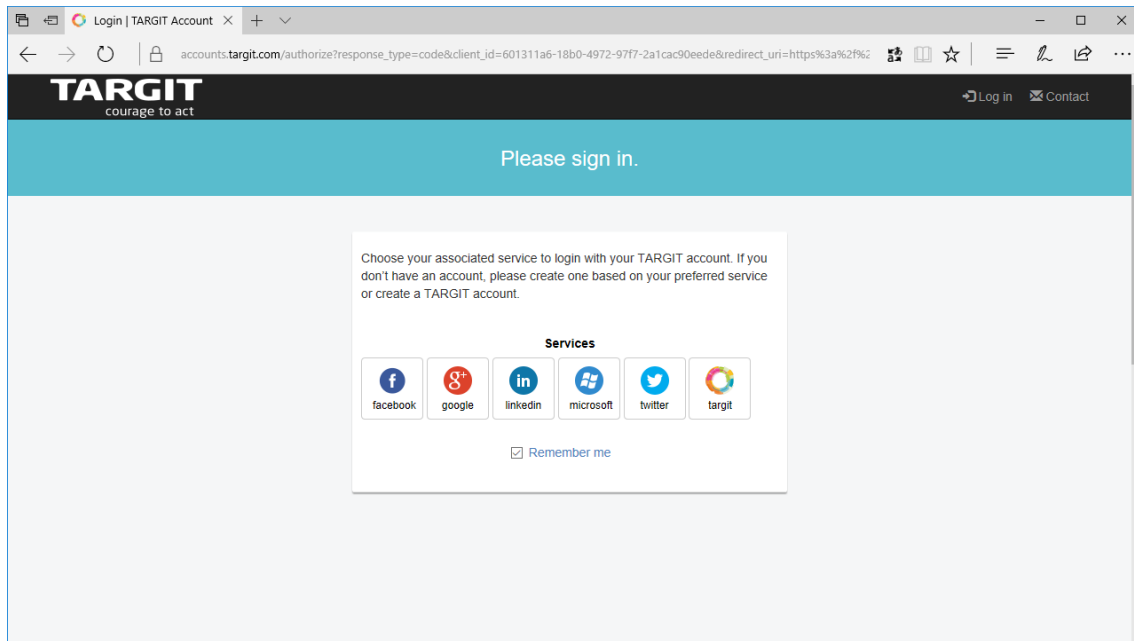 Login | TARGIT Account
accounts.targit.com/authorize?response_type=code&client_id=601311a6-18b0-4972-97f7-2a1cac90eede&redirect_uri=https%3a%2f%2
TARGIT
courage to act
Log in
Contact
Please sign in.
Choose your associated service to login with your TARGIT account. If you
don't have an account, please create one based on your preferred service
or create a TARGIT account.
Services
facebook google linkedin microsoft twitter targit
Remember me